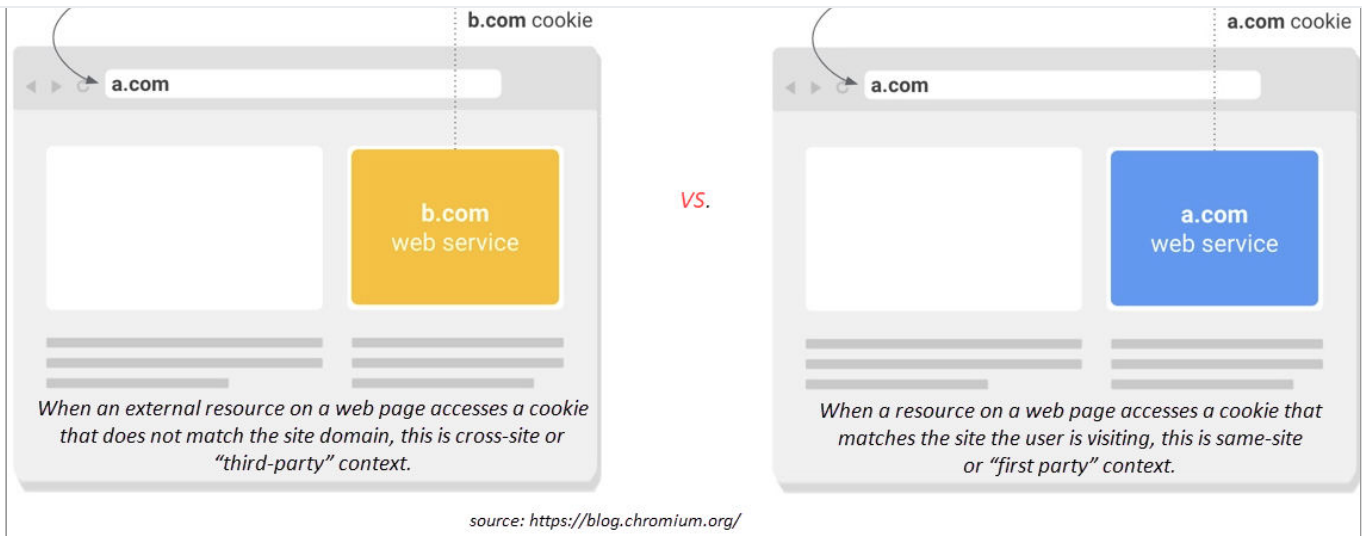 b.com cookie
a.com
b.com
web service
When an external resource on a web page accesses a cookie
that does not match the site domain, this is cross-site or
“third-party” context.
VS.
a.com cookie
a.com
a.com
web service
When a resource on a web page accesses a cookie that
matches the site the user is visiting, this is same-site
or “first party” context.
source: https://blog.chromium.org/